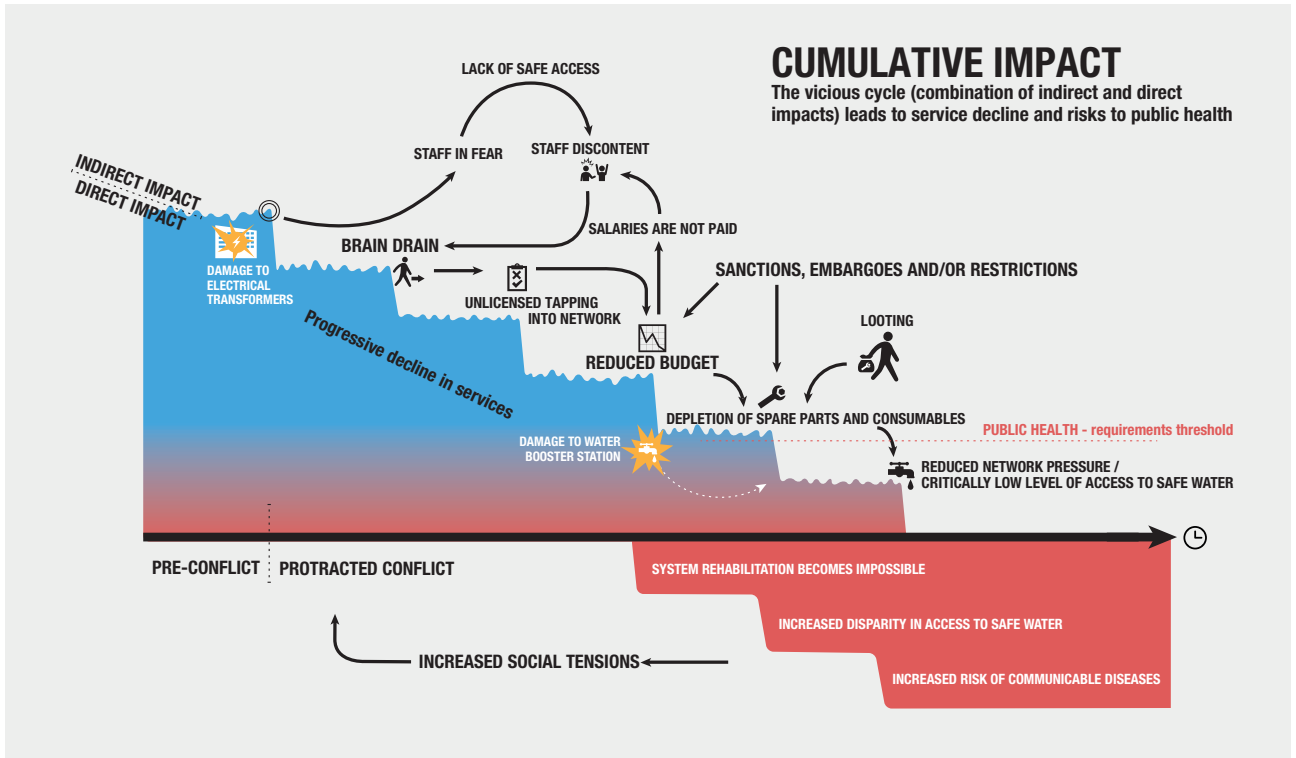 CUMULATIVE IMPACT
The vicious cycle (combination of indirect and direct
impacts) leads to service decline and risks to public health
LACK OF SAFE ACCESS
STAFF IN FEAR
STAFF DISCONTENT
INDIRECT IMPACT
DIRECT IMPACT
SALARIES ARE NOT PAID
BRAIN DRAIN
DAMAGE TO
ELECTRICAL
TRANSFORMERS
SANCTIONS, EMBARGOES AND/OR RESTRICTIONS
UNLICENSED TAPPING
INTO NETWORK
LOOTING
Progressive decline in services
REDUCED BUDGET
DEPLETION OF SPARE PARTS AND CONSUMABLES
PUBLIC HEALTH - requirements threshold
DAMAGE TO WATER
BOOSTER STATION
REDUCED NETWORK PRESSURE /
CRITICALLY LOW LEVEL OF ACCESS TO SAFE WATER
PRE-CONFLICT
PROTRACTED CONFLICT
SYSTEM REHABILITATION BECOMES IMPOSSIBLE
INCREASED DISPARITY IN ACCESS TO SAFE WATER
INCREASED SOCIAL TENSIONS
INCREASED RISK OF COMMUNICABLE DISEASES